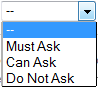 --
--
Must Ask
Can Ask
Do Not Ask